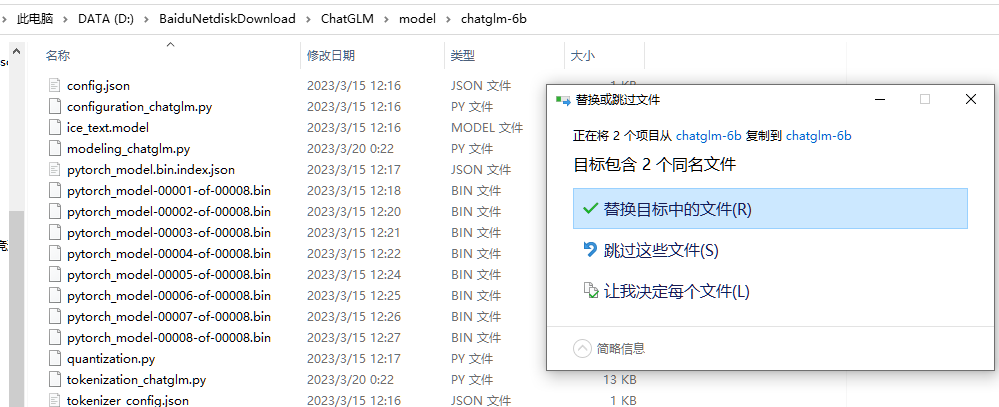 此电脑 > DATA (D:) > BaiduNetdiskDownload > ChatGLM > model > chatglm-6b
名称 修改日期 类型 大小
config.json 2023/3/15 12:16 JSON 文件 1 KB
configuration_chatglm.py 2023/3/15 12:16 PY 文件
ice_text.model 2023/3/15 12:16 MODEL 文件
modeling_chatglm.py 2023/3/20 0:22 PY 文件
pytorch_model.bin.index.json 2023/3/15 12:17 JSON 文件
pytorch_model-00001-of-00008.bin 2023/3/15 12:18 BIN 文件
pytorch_model-00002-of-00008.bin 2023/3/15 12:20 BIN 文件
pytorch_model-00003-of-00008.bin 2023/3/15 12:21 BIN 文件
pytorch_model-00004-of-00008.bin 2023/3/15 12:22 BIN 文件
pytorch_model-00005-of-00008.bin 2023/3/15 12:24 BIN 文件
pytorch_model-00006-of-00008.bin 2023/3/15 12:25 BIN 文件
pytorch_model-00007-of-00008.bin 2023/3/15 12:26 BIN 文件
pytorch_model-00008-of-00008.bin 2023/3/15 12:27 BIN 文件
quantization.py 2023/3/15 12:17 PY 文件
tokenization_chatglm.py 2023/3/20 0:22 PY 文件 13 KB
tokenizer_config.json 2023/3/15 12:16 JSON 文件 1 KB
替换或跳过文件
正在将 2 个项目从 chatglm-6b 复制到 chatglm-6b
目标包含 2 个同名文件
替换目标中的文件(R)
跳过这些文件(S)
让我决定每个文件(L)
简略信息